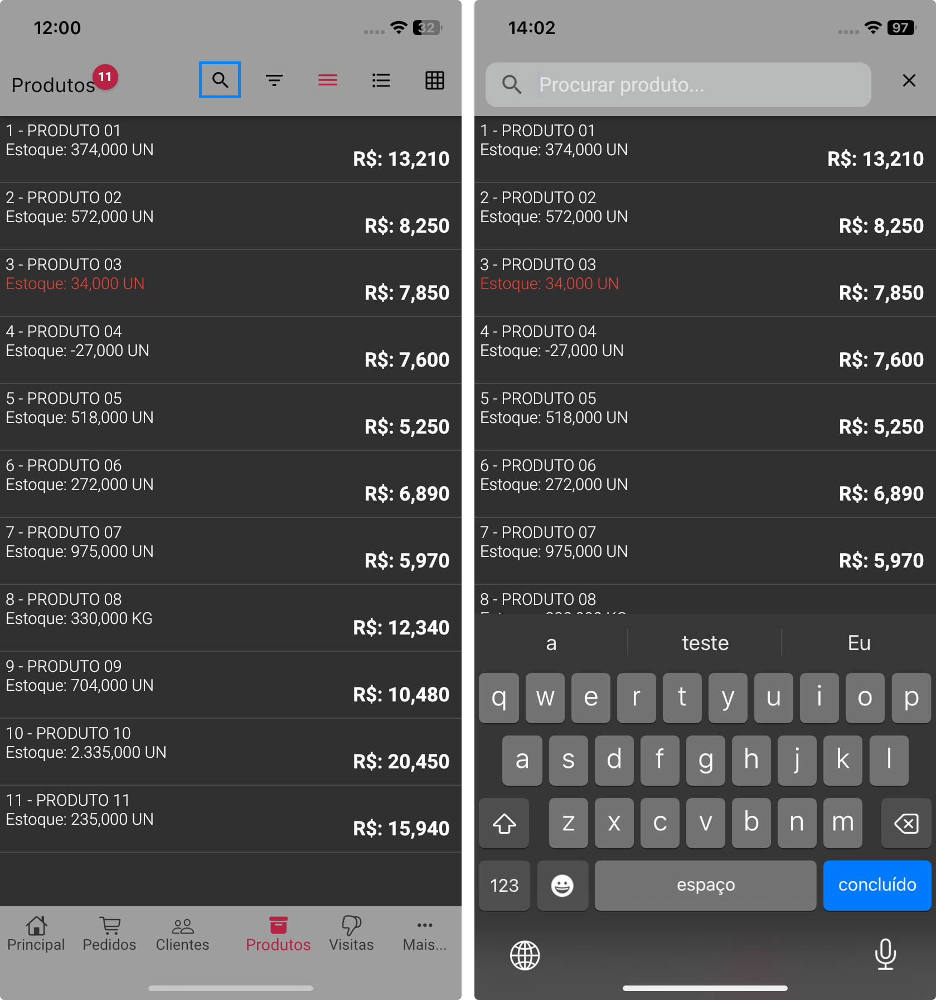 12:00
32
Produtos
11
1 - PRODUTO 01
Estoque: 374,000 UN
R$: 13,210
2 - PRODUTO 02
Estoque: 572,000 UN
R$: 8,250
3 - PRODUTO 03
Estoque: 34,000 UN
R$: 7,850
4 - PRODUTO 04
Estoque: -27,000 UN
R$: 7,600
5 - PRODUTO 05
Estoque: 518,000 UN
R$: 5,250
6 - PRODUTO 06
Estoque: 272,000 UN
R$: 6,890
7 - PRODUTO 07
Estoque: 975,000 UN
R$: 5,970
8 - PRODUTO 08
Estoque: 330,000 KG
R$: 12,340
9 - PRODUTO 09
Estoque: 704,000 UN
R$: 10,480
10 - PRODUTO 10
Estoque: 2.335,000 UN
R$: 20,450
11 - PRODUTO 11
Estoque: 235,000 UN
R$: 15,940
Principal Pedidos Clientes Produtos Visitas Mais...
14:02
97
Procurar produto...
1 - PRODUTO 01
Estoque: 374,000 UN
R$: 13,210
2 - PRODUTO 02
Estoque: 572,000 UN
R$: 8,250
3 - PRODUTO 03
Estoque: 34,000 UN
R$: 7,850
4 - PRODUTO 04
Estoque: -27,000 UN
R$: 7,600
5 - PRODUTO 05
Estoque: 518,000 UN
R$: 5,250
6 - PRODUTO 06
Estoque: 272,000 UN
R$: 6,890
7 - PRODUTO 07
Estoque: 975,000 UN
R$: 5,970
8 - PRODUTO 08
a teste Eu
q w e r t y u i o p
a s d f g h j k l
z x c v b n m
123 espaço concluído